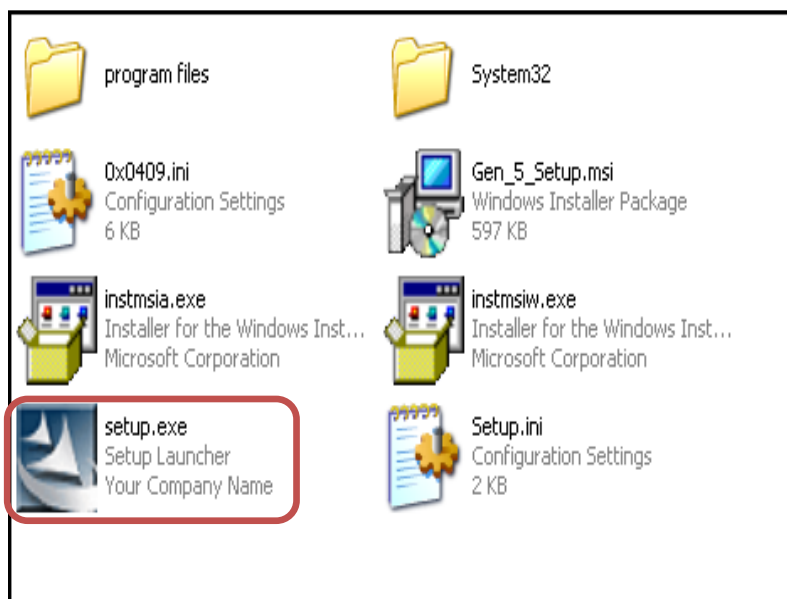 program files
System32
0x0409.ini
Configuration Settings
6 KB
Gen_5_Setup.msi
Windows Installer Package
597 KB
instmsia.exe
Installer for the Windows Inst...
Microsoft Corporation
instmsiw.exe
Installer for the Windows Inst...
Microsoft Corporation
setup.exe
Setup Launcher
Your Company Name
Setup.ini
Configuration Settings
2 KB